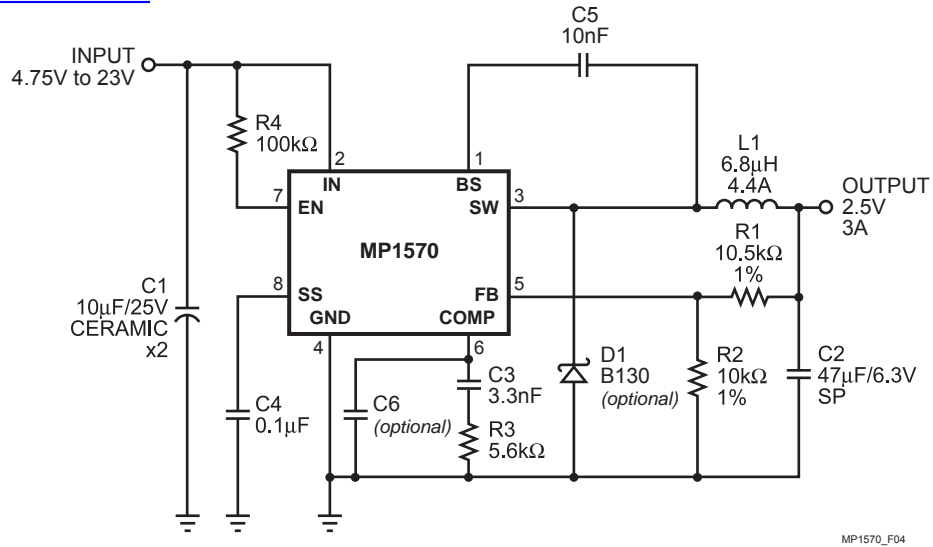 C5
10nF
INPUT
4.75V to 23V
R4
100kΩ
2
1
IN
BS
L1
6.8μH
4.4A
7
EN
SW
3
OUTPUT
2.5V
3A
MP1570
R1
10.5kΩ
1%
C1
10μF/25V
CERAMIC
x2
8
SS
FB
5
GND
COMP
4
6
C4
0.1μF
C6
(optional)
C3
3.3nF
R3
5.6kΩ
D1
B130
(optional)
R2
10kΩ
1%
C2
47μF/6.3V
SP
MP1570_F04